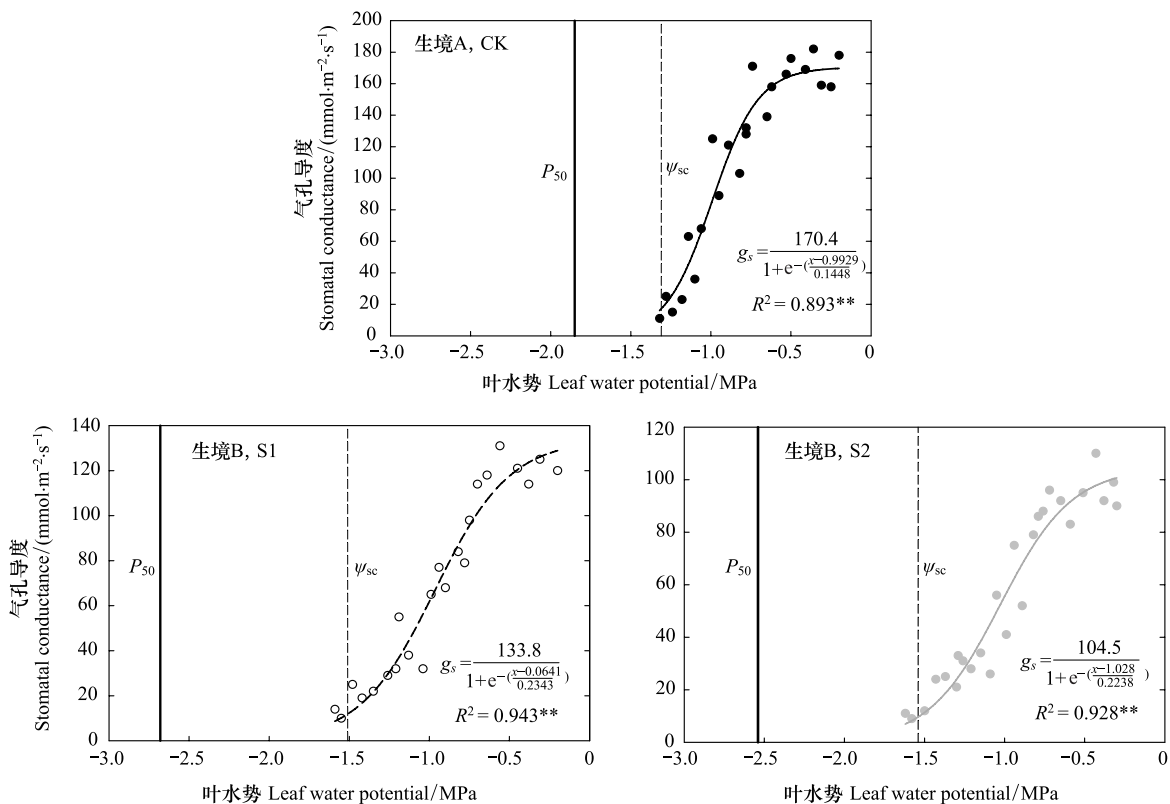 生境A, CK
气孔导度
Stomatal conductance/(mmol·m⁻²·s⁻¹)
200
180
160
140
120
100
80
60
40
20
0
P₅₀
ψsc
gₛ = 170.4 / 1+e^−((x−0.9929)/0.1448)
R² = 0.893**
−3.0 −2.5 −2.0 −1.5 −1.0 −0.5 0
叶水势 Leaf water potential/MPa
生境B, S1
气孔导度
Stomatal conductance/(mmol·m⁻²·s⁻¹)
140
120
100
80
60
40
20
0
P₅₀
ψsc
gₛ = 133.8 / 1+e^−((x−0.0641)/0.2343)
R² = 0.943**
−3.0 −2.5 −2.0 −1.5 −1.0 −0.5 0
叶水势 Leaf water potential/MPa
生境B, S2
120
100
80
60
40
20
0
P₅₀
ψsc
gₛ = 104.5 / 1+e^−((x−1.028)/0.2238)
R² = 0.928**
−3.0 −2.5 −2.0 −1.5 −1.0 −0.5 0
叶水势 Leaf water potential/MPa